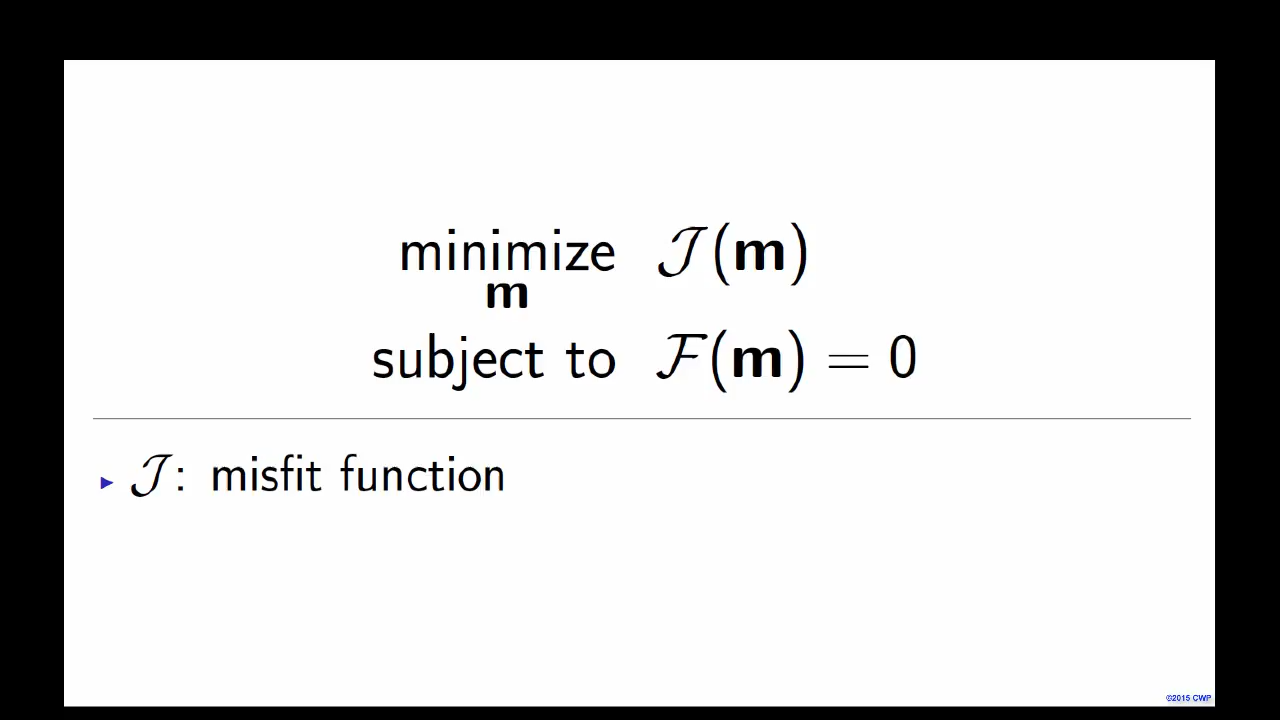 minimize 𝒥(𝐦)
𝐦
subject to ℱ(𝐦) = 0
▸ 𝒥: misfit function
©2015 CWP